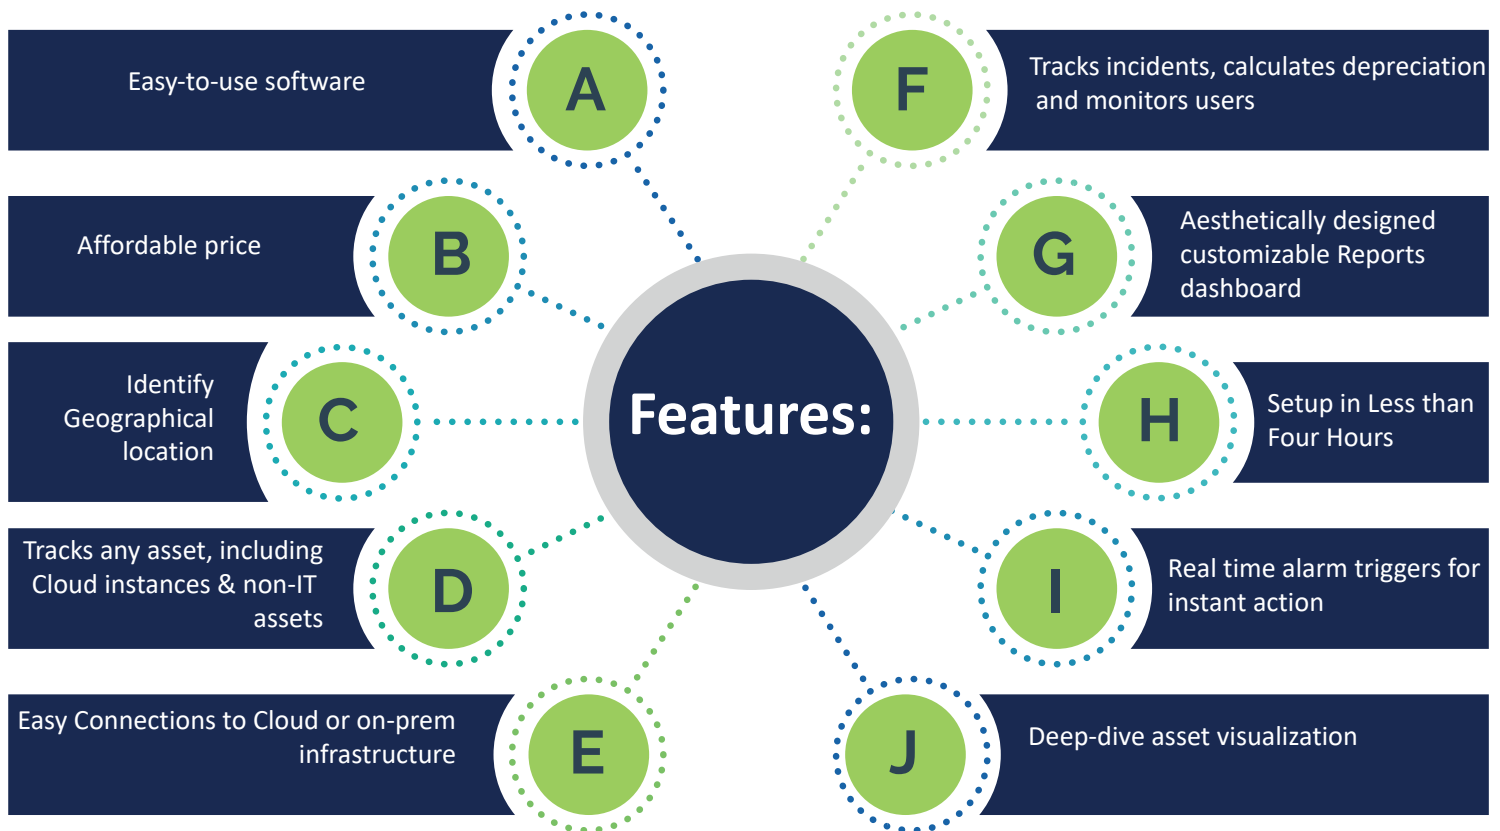 Easy-to-use software
A
Affordable price
B
Identify
Geographical
location
C
Tracks any asset, including
Cloud instances & non-IT
assets
D
Easy Connections to Cloud or on-prem
infrastructure
E
Features:
F
Tracks incidents, calculates depreciation
and monitors users
G
Aesthetically designed
customizable Reports
dashboard
H
Setup in Less than
Four Hours
I
Real time alarm triggers for
instant action
J
Deep-dive asset visualization